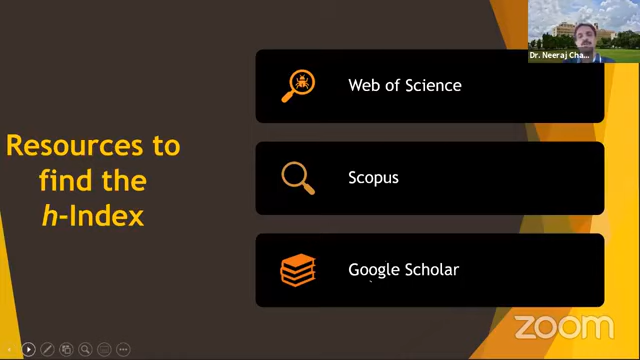 Dr. Neeraj Cha...
Resources to
find the
h-Index
Web of Science
Scopus
Google Scholar
zoom